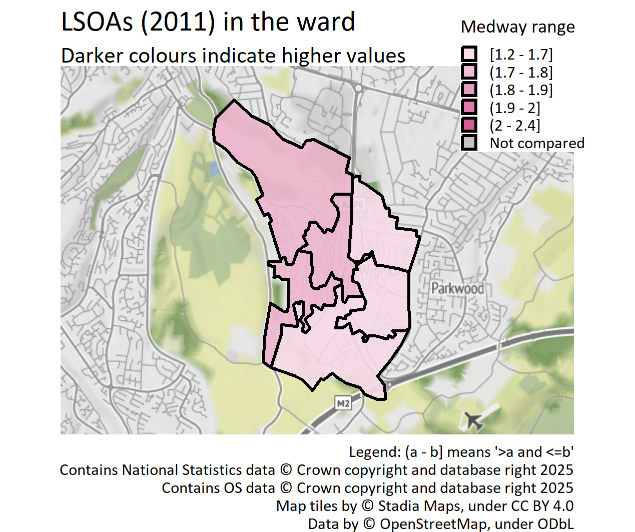 LSOAs (2011) in the ward
Darker colours indicate higher values
Medway range
[1.2 - 1.7]
(1.7 - 1.8]
(1.8 - 1.9]
(1.9 - 2]
(2 - 2.4]
Not compared
Parkwood
M2
Legend: (a - b] means '>a and <=b'
Contains National Statistics data © Crown copyright and database right 2025
Contains OS data © Crown copyright and database right 2025
Map tiles by © Stadia Maps, under CC BY 4.0
Data by © OpenStreetMap, under ODbL